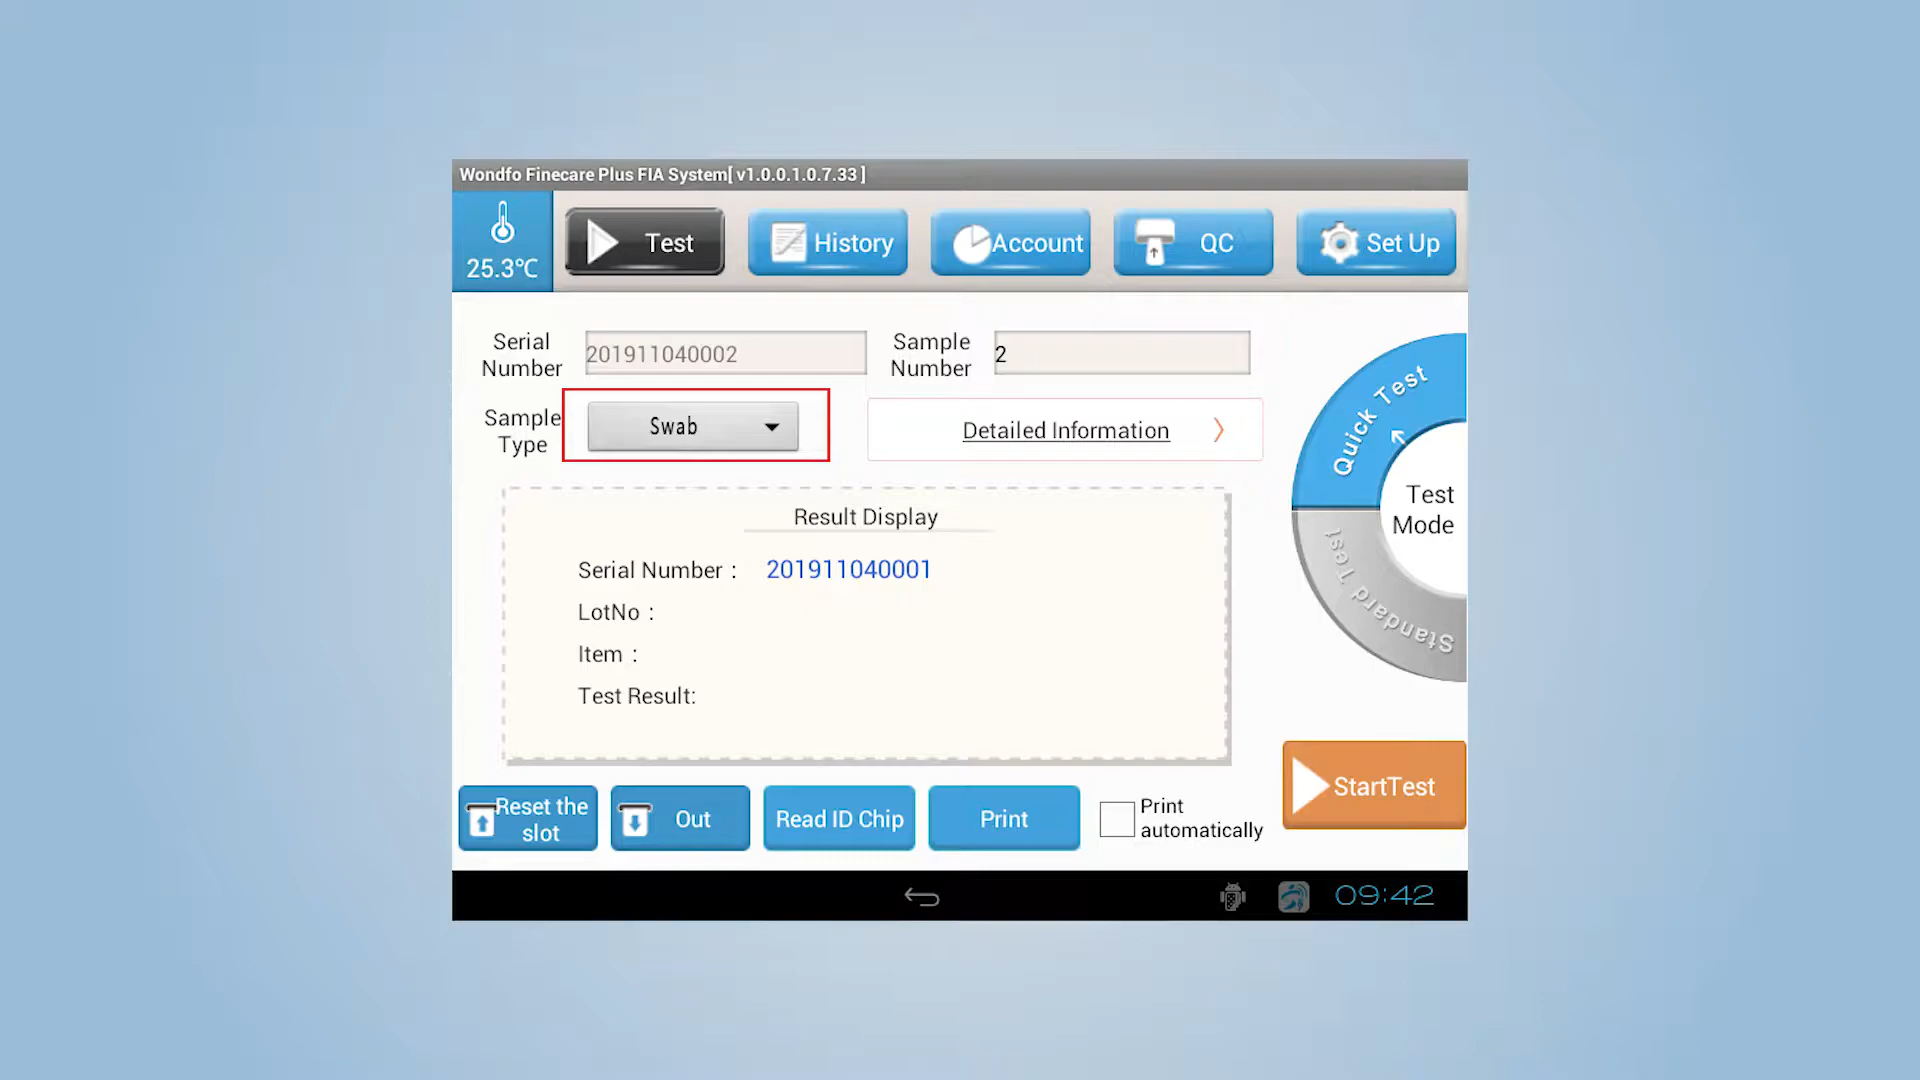 Wondfo Finecare Plus FIA System[ v1.0.0.1.0.7.33 ]
25.3℃
Test
History
Account
QC
Set Up
Serial
Number
201911040002
Sample
Number
2
Sample
Type
Swab
Detailed Information
Quick Test
Test
Mode
Standard Test
Result Display
Serial Number : 201911040001
LotNo :
Item :
Test Result:
StartTest
Reset the
slot
Out
Read ID Chip
Print
Print
automatically
09:42